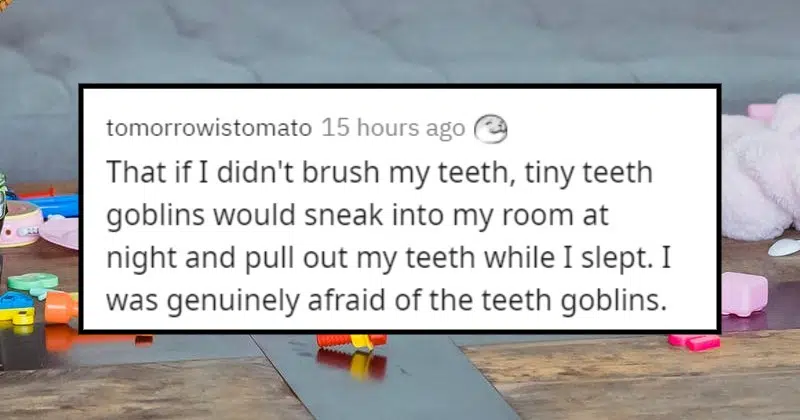 tomorrowistomato 15 hours ago
That if I didn't brush my teeth, tiny teeth
goblins would sneak into my room at
night and pull out my teeth while I slept. I
was genuinely afraid of the teeth goblins.